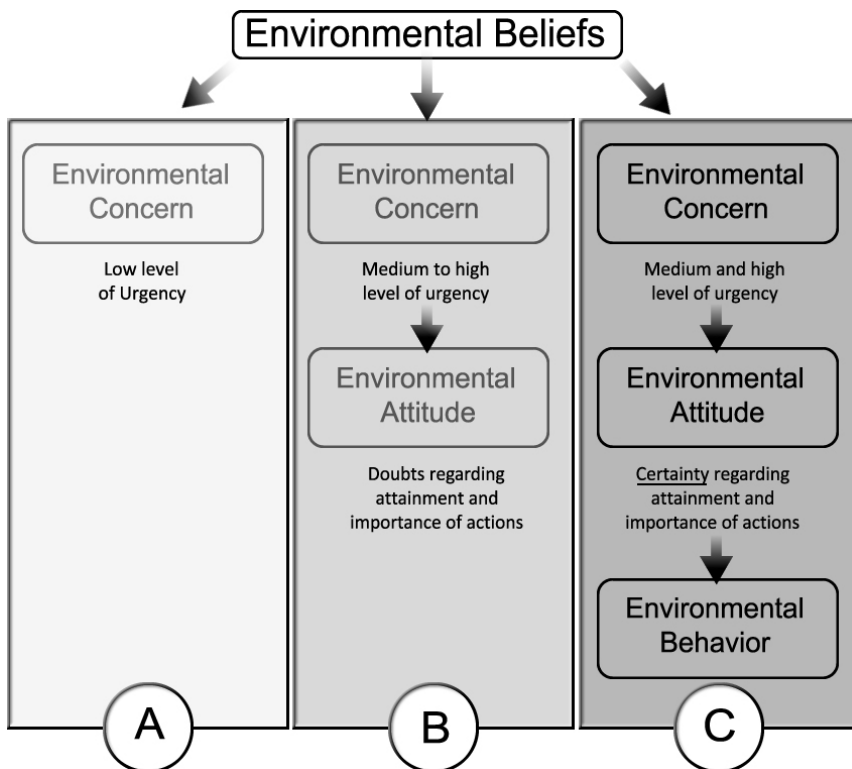 Environmental Beliefs
Environmental
Concern
Low level
of Urgency
A
Environmental
Concern
Medium to high
level of urgency
Environmental
Attitude
Doubts regarding
attainment and
importance of actions
B
Environmental
Concern
Medium and high
level of urgency
Environmental
Attitude
Certainty regarding
attainment and
importance of actions
Environmental
Behavior
C